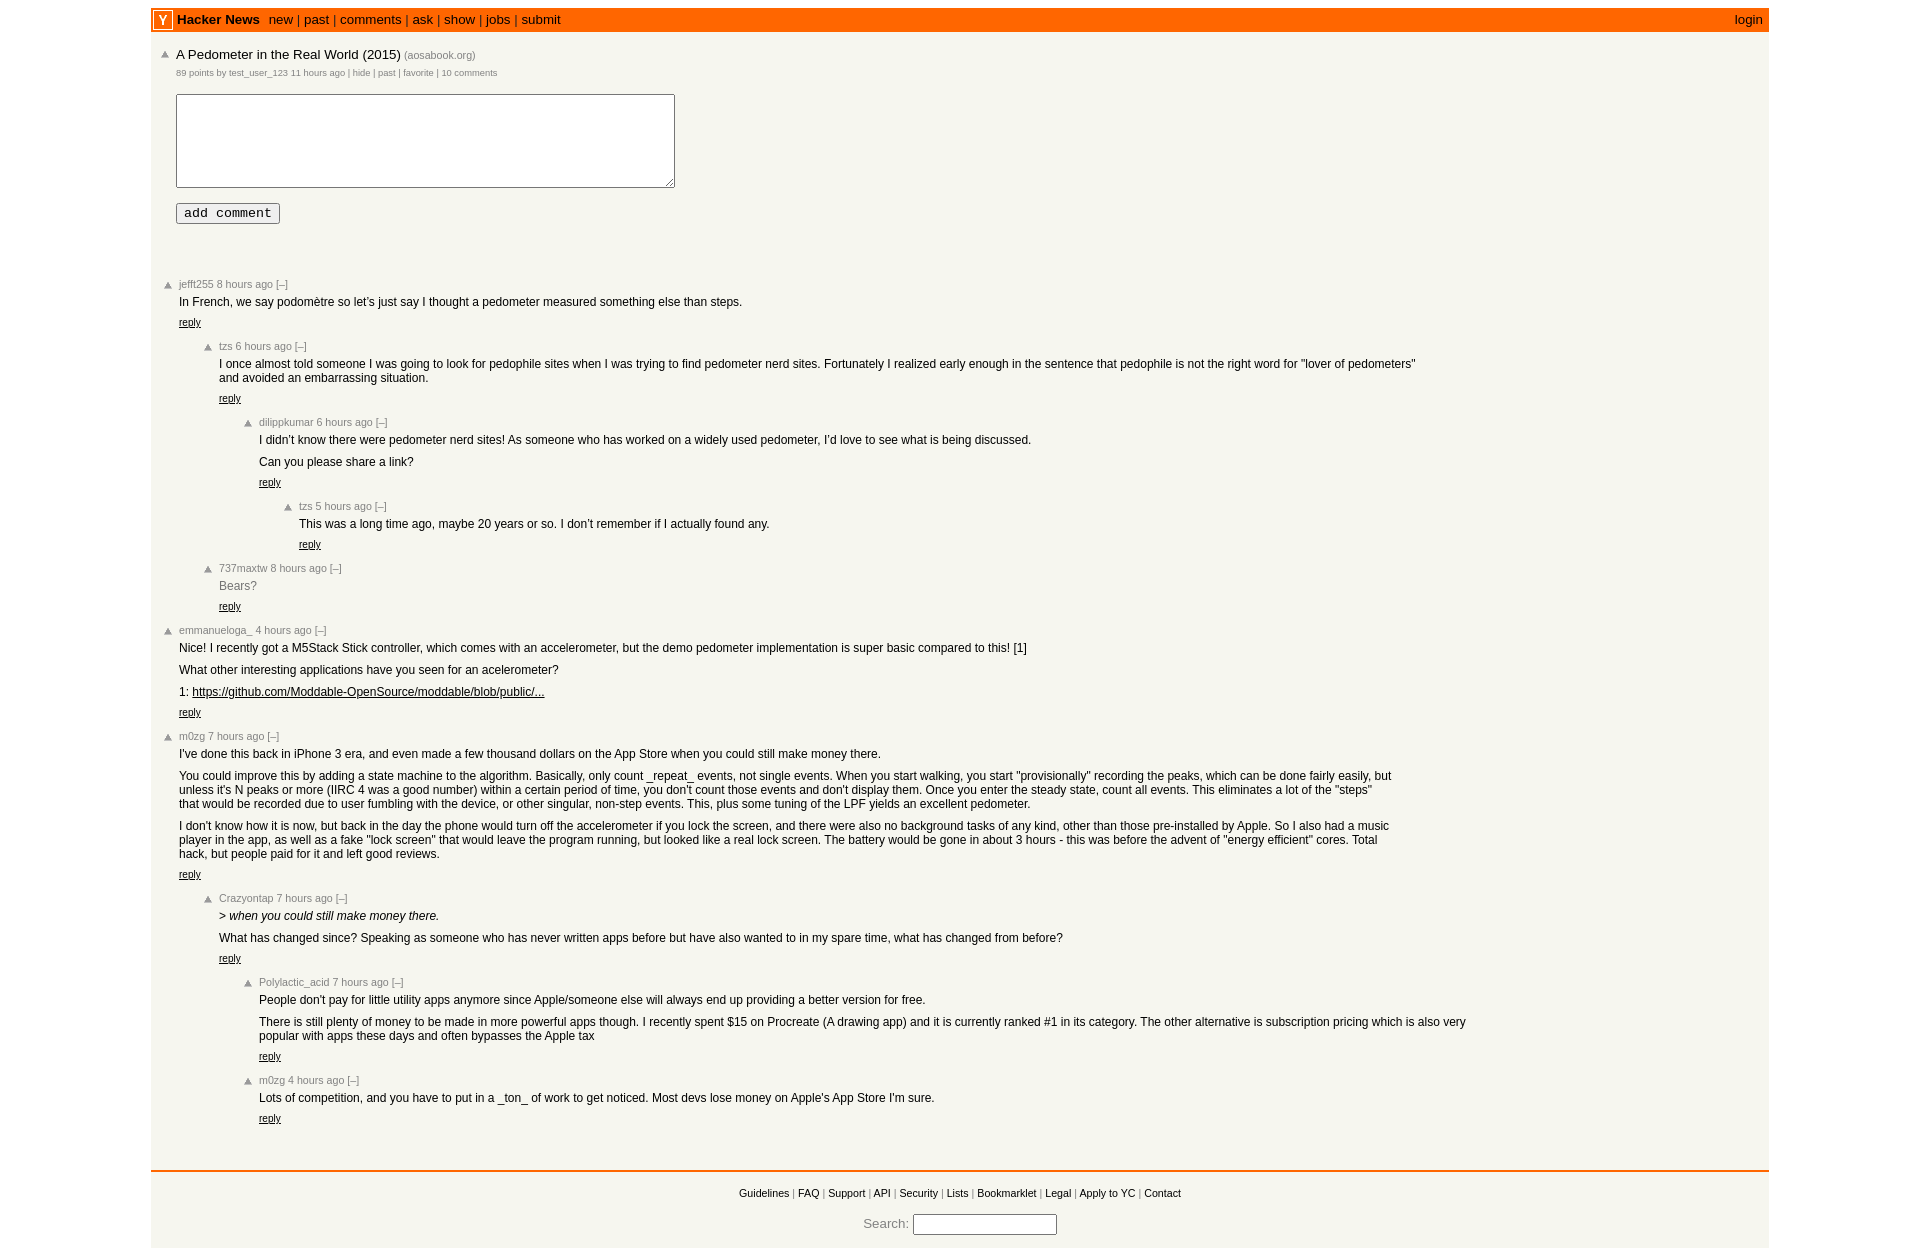 Y Hacker News new | past | comments | ask | show | jobs | submit login
A Pedometer in the Real World (2015) (aosabook.org)
89 points by test_user_123 11 hours ago | hide | past | favorite | 10 comments
add comment
jefft255 8 hours ago [–]
In French, we say podomètre so let’s just say I thought a pedometer measured something else than steps.
reply
tzs 6 hours ago [–]
I once almost told someone I was going to look for pedophile sites when I was trying to find pedometer nerd sites. Fortunately I realized early enough in the sentence that pedophile is not the right word for "lover of pedometers"
and avoided an embarrassing situation.
reply
dilippkumar 6 hours ago [–]
I didn’t know there were pedometer nerd sites! As someone who has worked on a widely used pedometer, I’d love to see what is being discussed.
Can you please share a link?
reply
tzs 5 hours ago [–]
This was a long time ago, maybe 20 years or so. I don’t remember if I actually found any.
reply
737maxtw 8 hours ago [–]
Bears?
reply
emmanueloga_ 4 hours ago [–]
Nice! I recently got a M5Stack Stick controller, which comes with an accelerometer, but the demo pedometer implementation is super basic compared to this! [1]
What other interesting applications have you seen for an acelerometer?
1: https://github.com/Moddable-OpenSource/moddable/blob/public/...
reply
m0zg 7 hours ago [–]
I've done this back in iPhone 3 era, and even made a few thousand dollars on the App Store when you could still make money there.
You could improve this by adding a state machine to the algorithm. Basically, only count _repeat_ events, not single events. When you start walking, you start "provisionally" recording the peaks, which can be done fairly easily, but
unless it's N peaks or more (IIRC 4 was a good number) within a certain period of time, you don't count those events and don't display them. Once you enter the steady state, count all events. This eliminates a lot of the "steps"
that would be recorded due to user fumbling with the device, or other singular, non-step events. This, plus some tuning of the LPF yields an excellent pedometer.
I don't know how it is now, but back in the day the phone would turn off the accelerometer if you lock the screen, and there were also no background tasks of any kind, other than those pre-installed by Apple. So I also had a music
player in the app, as well as a fake "lock screen" that would leave the program running, but looked like a real lock screen. The battery would be gone in about 3 hours - this was before the advent of "energy efficient" cores. Total
hack, but people paid for it and left good reviews.
reply
Crazyontap 7 hours ago [–]
> when you could still make money there.
What has changed since? Speaking as someone who has never written apps before but have also wanted to in my spare time, what has changed from before?
reply
Polylactic_acid 7 hours ago [–]
People don't pay for little utility apps anymore since Apple/someone else will always end up providing a better version for free.
There is still plenty of money to be made in more powerful apps though. I recently spent $15 on Procreate (A drawing app) and it is currently ranked #1 in its category. The other alternative is subscription pricing which is also very
popular with apps these days and often bypasses the Apple tax
reply
m0zg 4 hours ago [–]
Lots of competition, and you have to put in a _ton_ of work to get noticed. Most devs lose money on Apple's App Store I'm sure.
reply
Guidelines | FAQ | Support | API | Security | Lists | Bookmarklet | Legal | Apply to YC | Contact
Search: